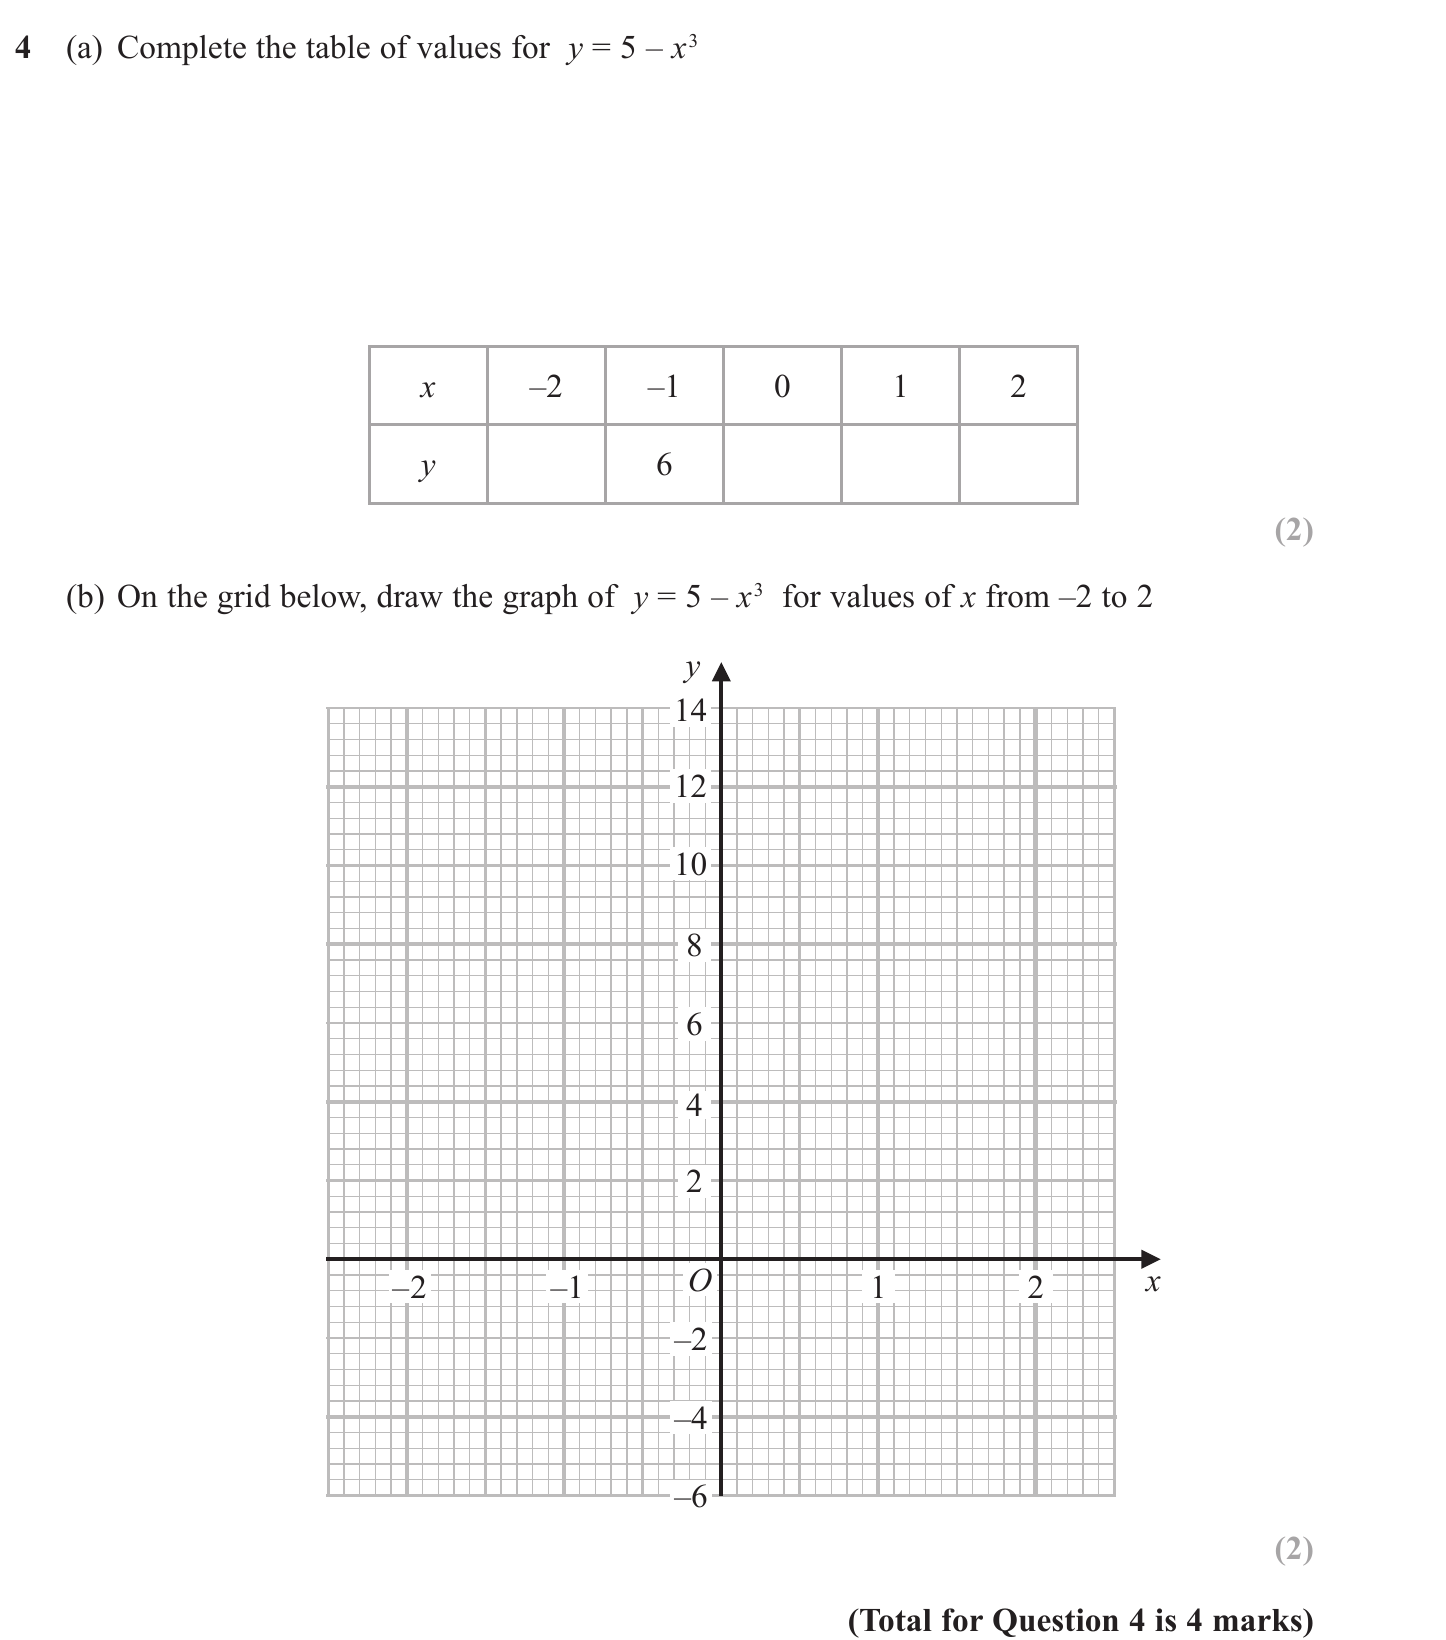 4 (a) Complete the table of values for y = 5 – x³
x –2 –1 0 1 2
y 6
(2)
(b) On the grid below, draw the graph of y = 5 – x³ for values of x from –2 to 2
y
14
12
10
8
6
4
2
–2 –1 O 1 2 x
–2
–4
–6
(2)
(Total for Question 4 is 4 marks)